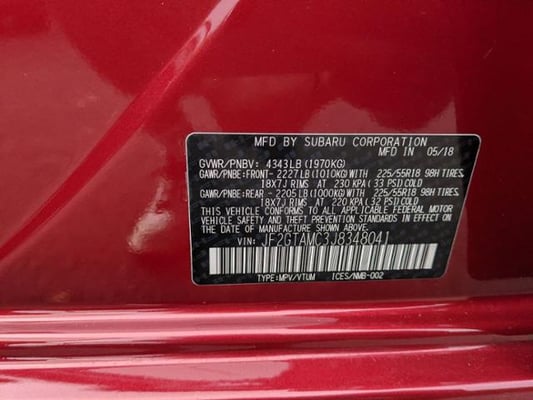 MFD BY SUBARU CORPORATION
MFD IN 05/18
GVWR/PNBV: 4343LB (1970KG)
GAWR/PNBE:FRONT- 2227LB (1010KG) WITH 225/55R18 98H TIRES,
18X7J RIMS AT 230 KPA (33 PSI) COLD
GAWR/PNBE:REAR - 2205LB (1000KG) WITH 225/55R18 98H TIRES,
18X7J RIMS AT 220 KPA (32 PSI) COLD
THIS VEHICLE CONFORMS TO ALL APPLICABLE FEDERAL MOTOR
VEHICLE SAFETY AND THEFT PREVENTION STANDARDS IN EFFECT ON THE
DATE OF MANUFACTURE SHOWN ABOVE.
VIN: JF2GTAMC3J8348041
TYPE:MPV/VTUM ICES/NMB-002